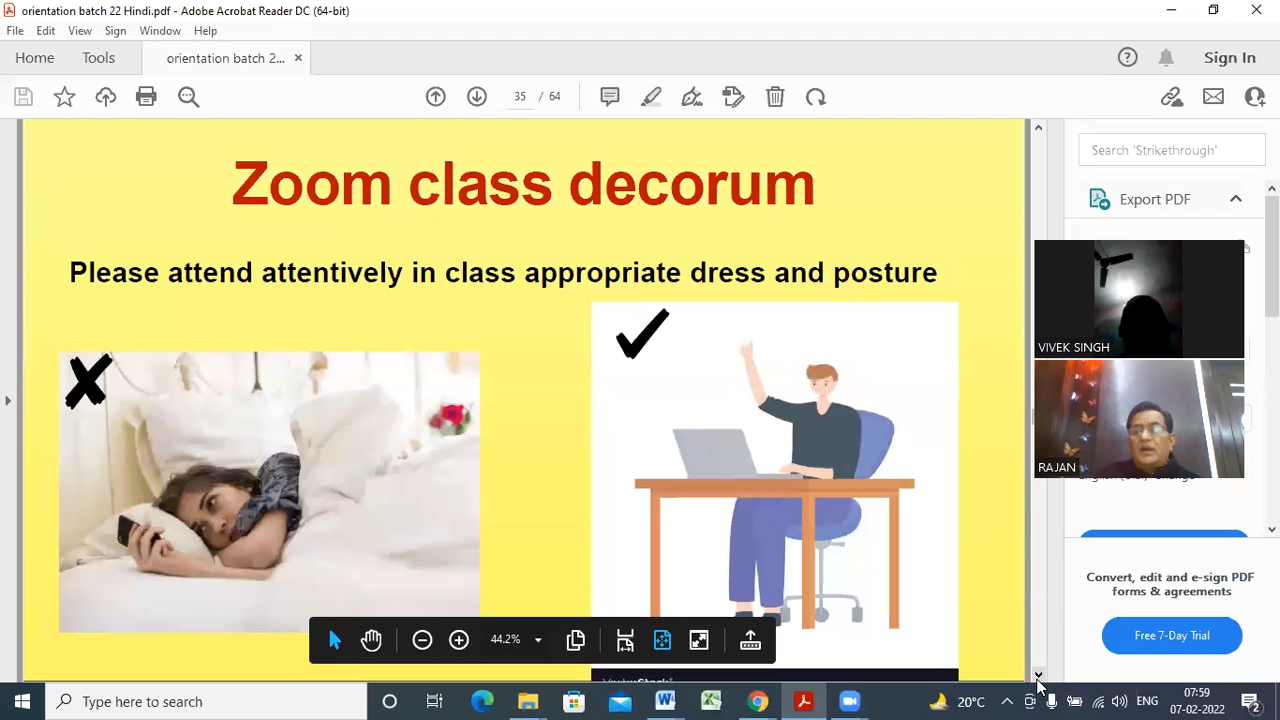 orientation batch 22 Hindi.pdf - Adobe Acrobat Reader DC (64-bit)
File Edit View Sign Window Help
Home Tools orientation batch 2... ×
Sign In
35 / 64
Zoom class decorum
Please attend attentively in class appropriate dress and posture
Search 'Strikethrough'
Export PDF
VIVEK SINGH
RAJAN
Convert, edit and e-sign PDF
forms & agreements
Free 7-Day Trial
44.2%
Type here to search
20°C
ENG
07:59
07-02-2022
2